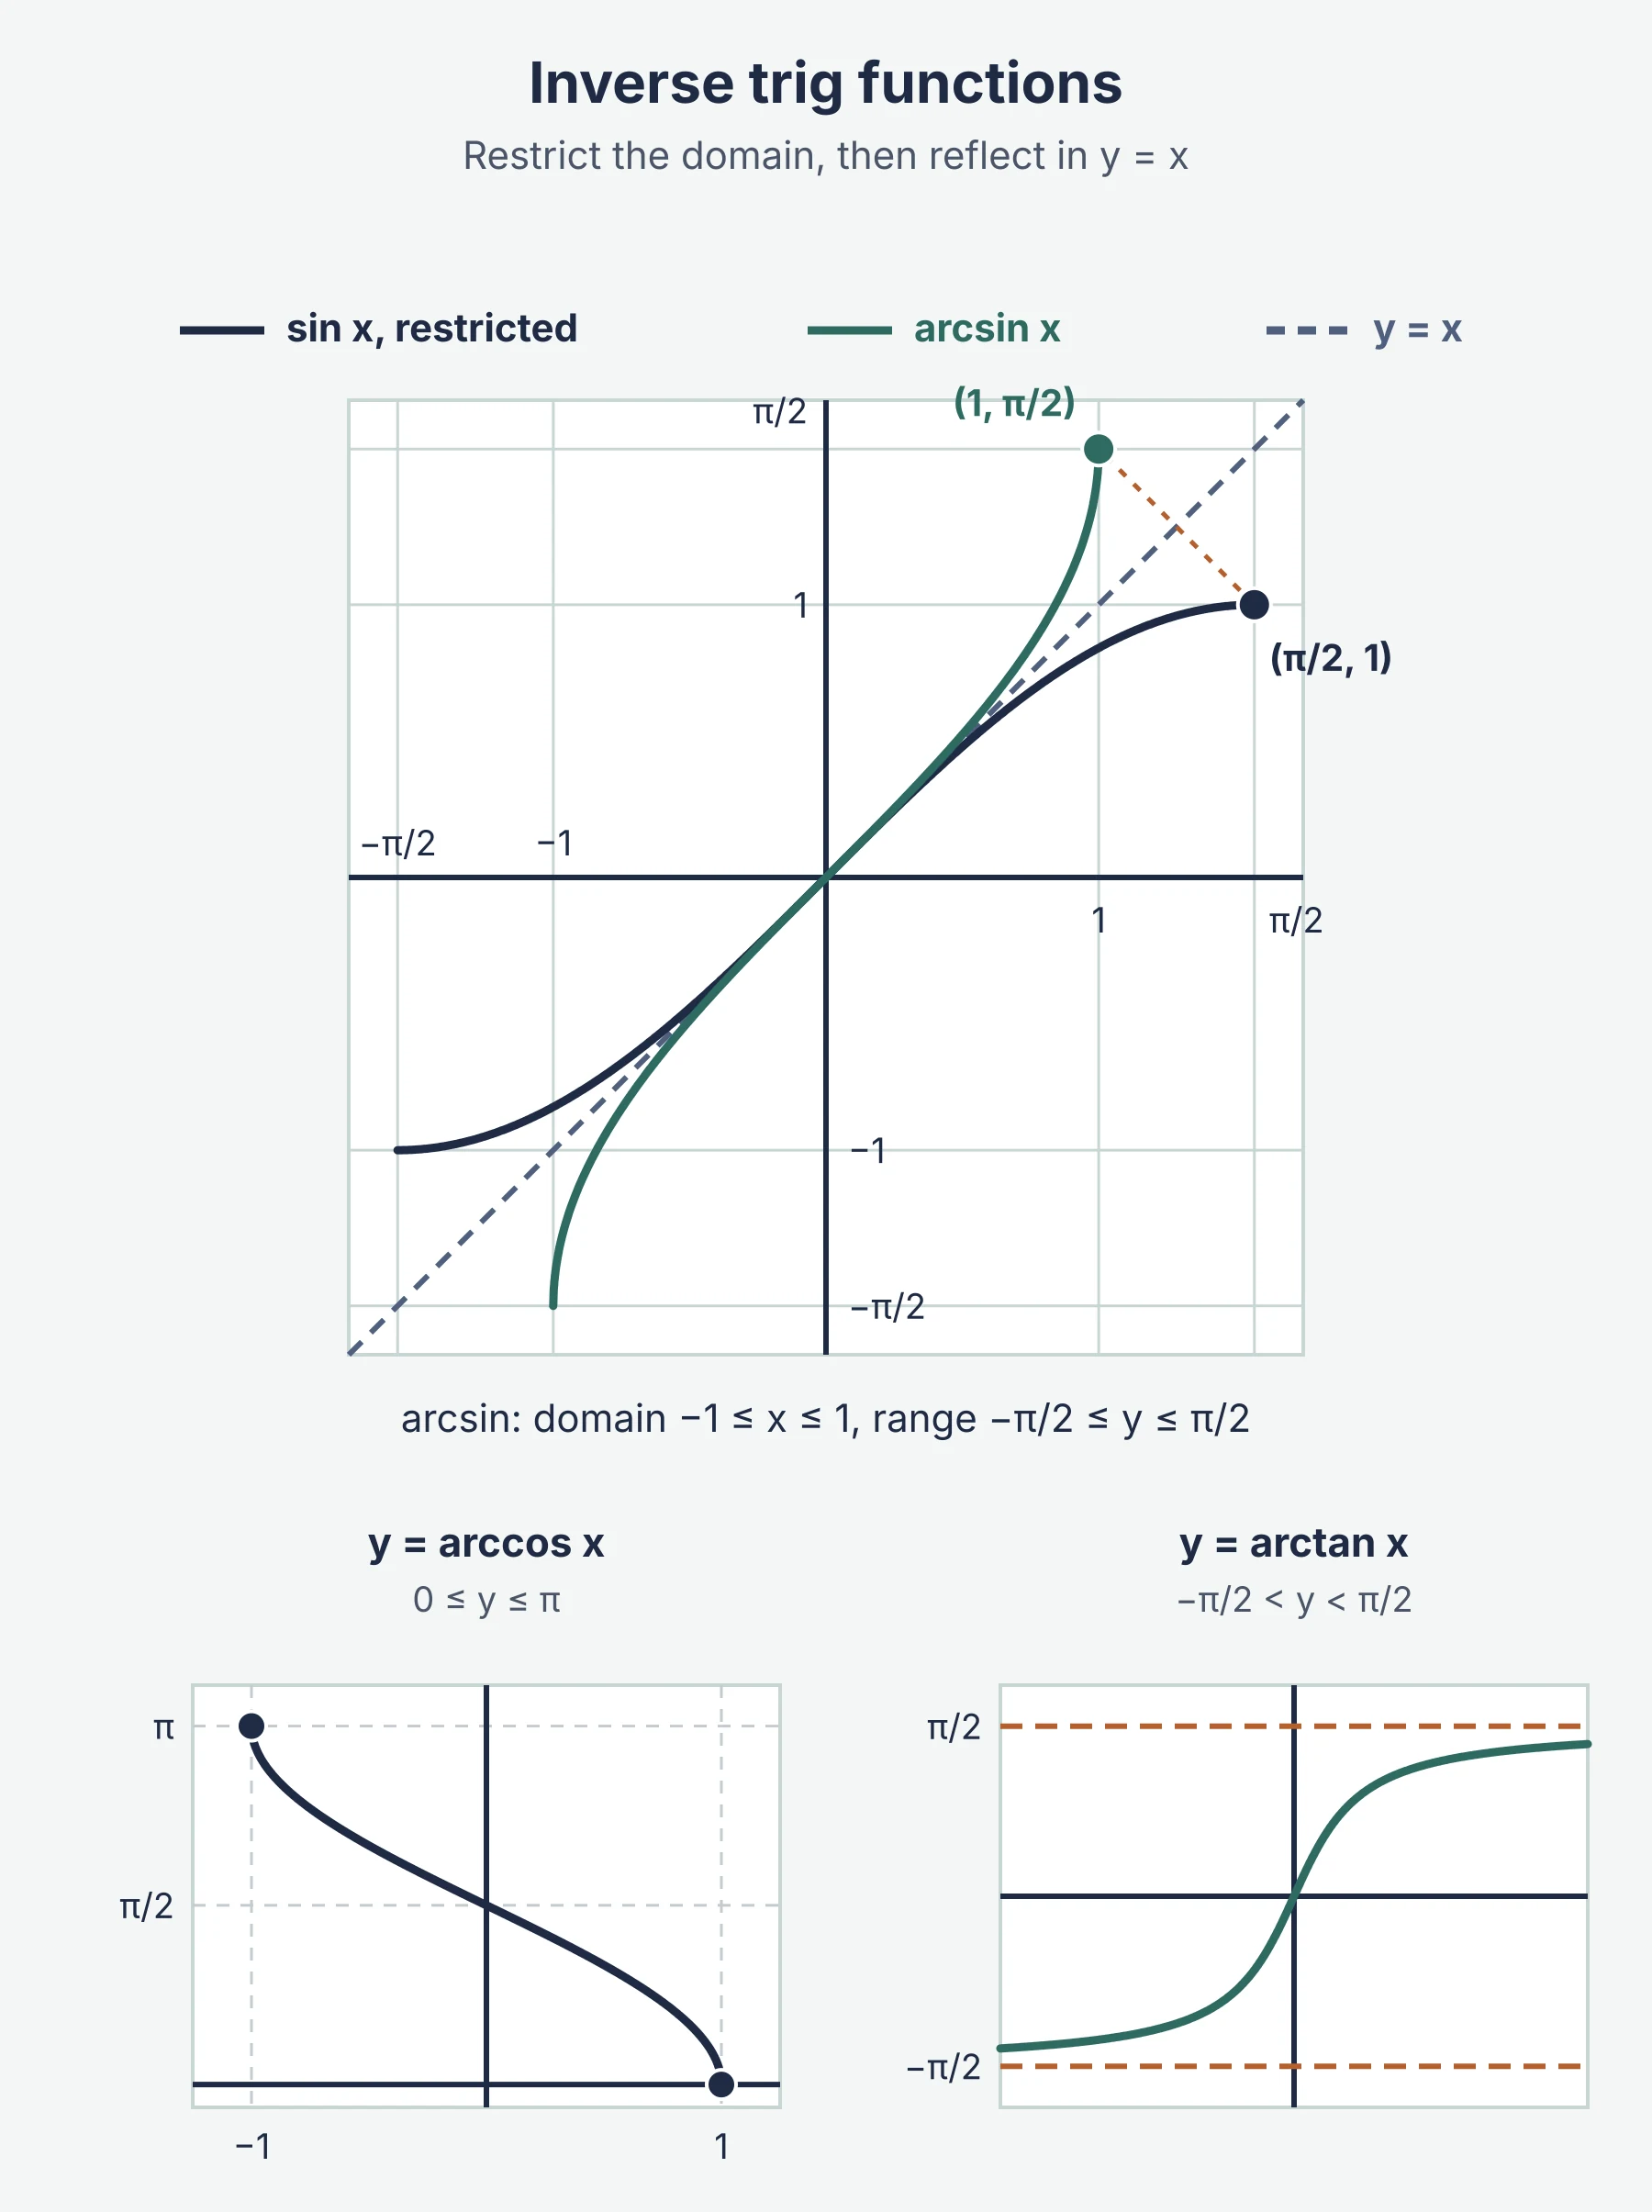 Inverse trig functions
Restrict the domain, then reflect in y = x
sin x, restricted
arcsin x
y = x
(1, π/2)
π/2
1
(π/2, 1)
−π/2
−1
1
π/2
−1
−π/2
arcsin: domain −1 ≤ x ≤ 1, range −π/2 ≤ y ≤ π/2
y = arccos x
0 ≤ y ≤ π
π
π/2
−1
1
y = arctan x
−π/2 < y < π/2
π/2
−π/2